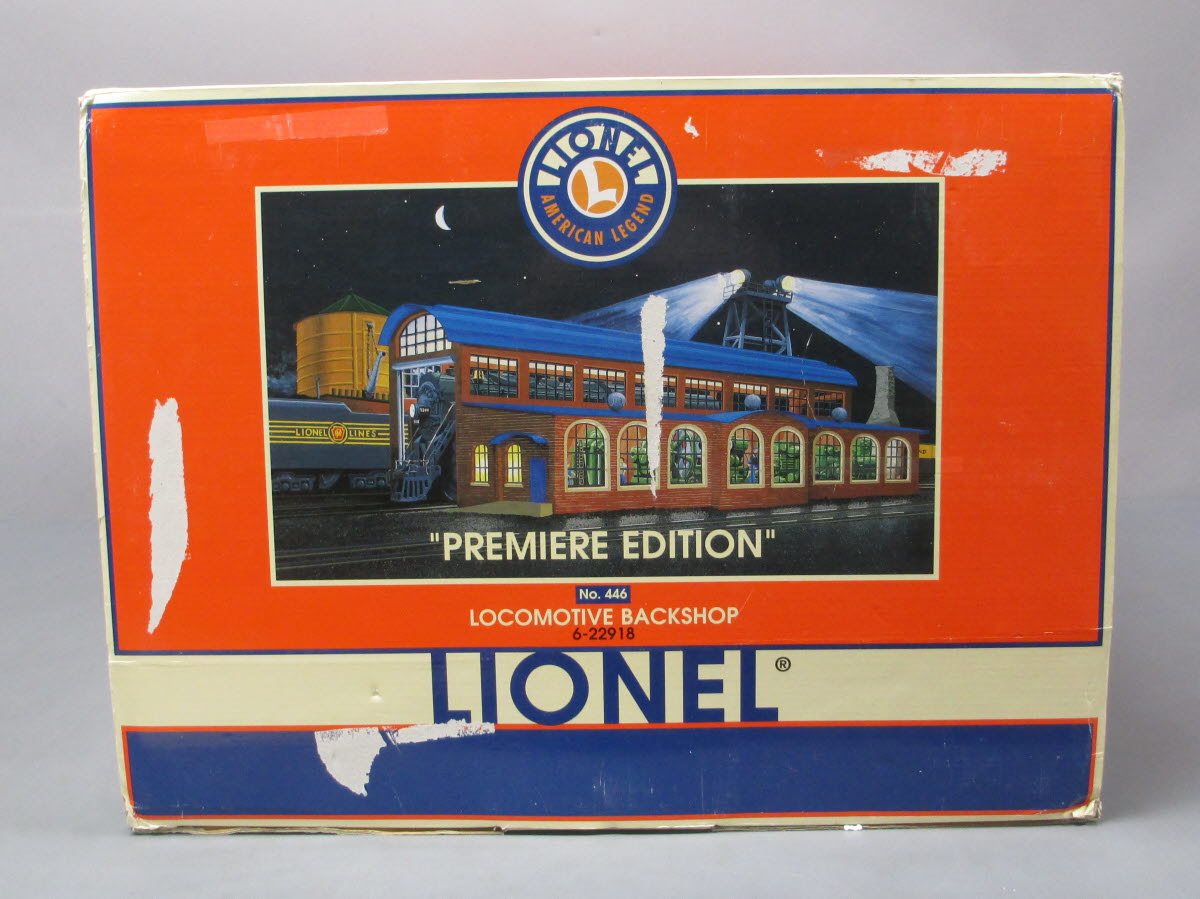 LIONEL
L
AMERICAN LEGEND
LIONEL LINES
"PREMIERE EDITION"
No. 446
LOCOMOTIVE BACKSHOP
6-22918
LIONEL®